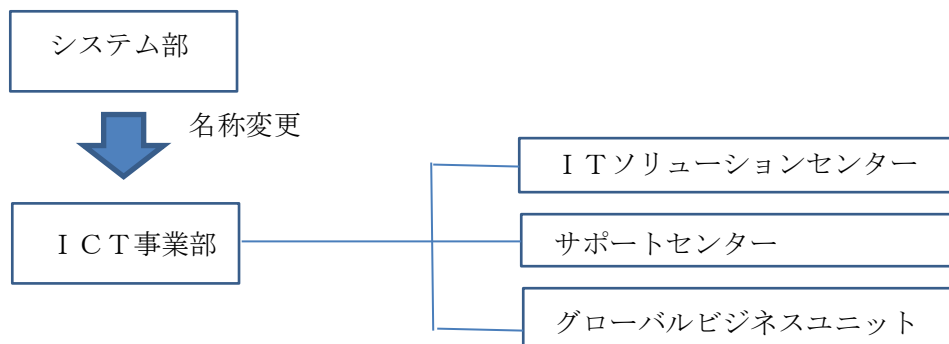 システム部
名称変更
ＩＴソリューションセンター
ＩＣＴ事業部
サポートセンター
グローバルビジネスユニット